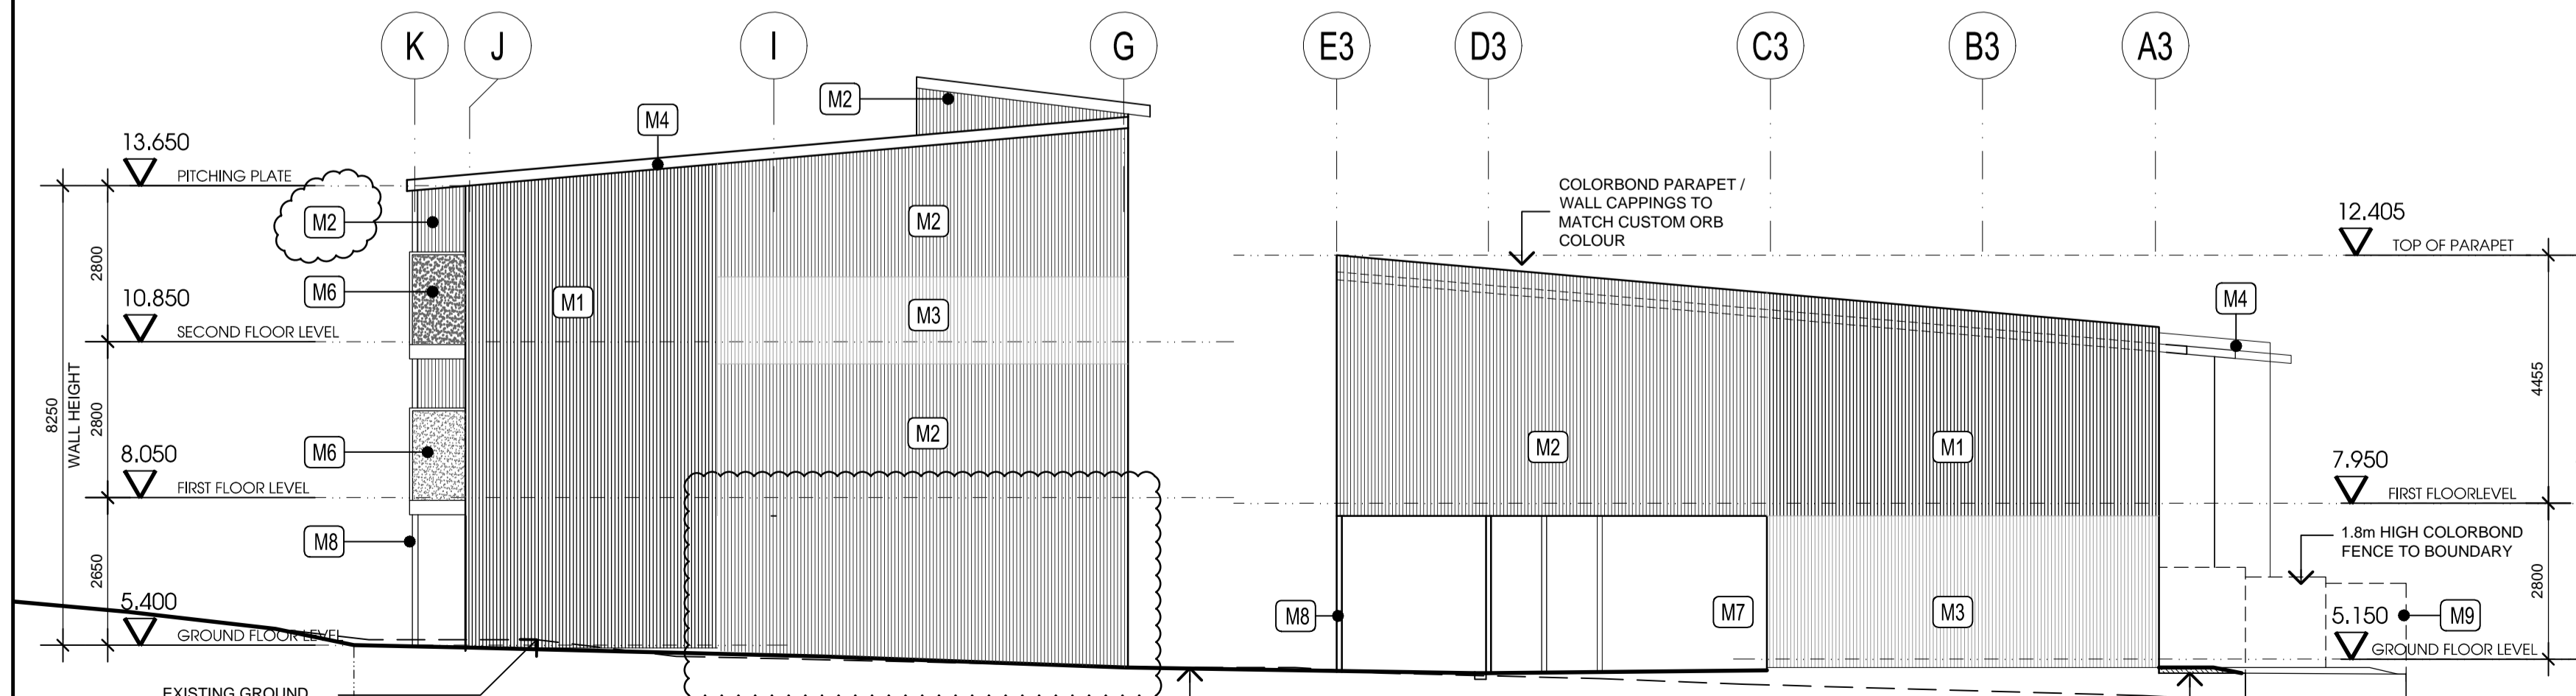 K J I G E3 D3 C3 B3 A3
M2
M4
13.650
PITCHING PLATE
M2
M2
COLORBOND PARAPET /
WALL CAPPINGS TO
MATCH CUSTOM ORB
COLOUR
12.405
TOP OF PARAPET
2800
M6
M1
M3
M4
10.850
SECOND FLOOR LEVEL
8250
WALL HEIGHT
2800
4455
M6
M2
M2
M1
8.050
FIRST FLOOR LEVEL
7.950
FIRST FLOORLEVEL
M8
1.8m HIGH COLORBOND
FENCE TO BOUNDARY
2650
2800
5.400
GROUND FLOOR LEVEL
M8
M7
M3
5.150
M9
GROUND FLOOR LEVEL
EXISTING GROUND